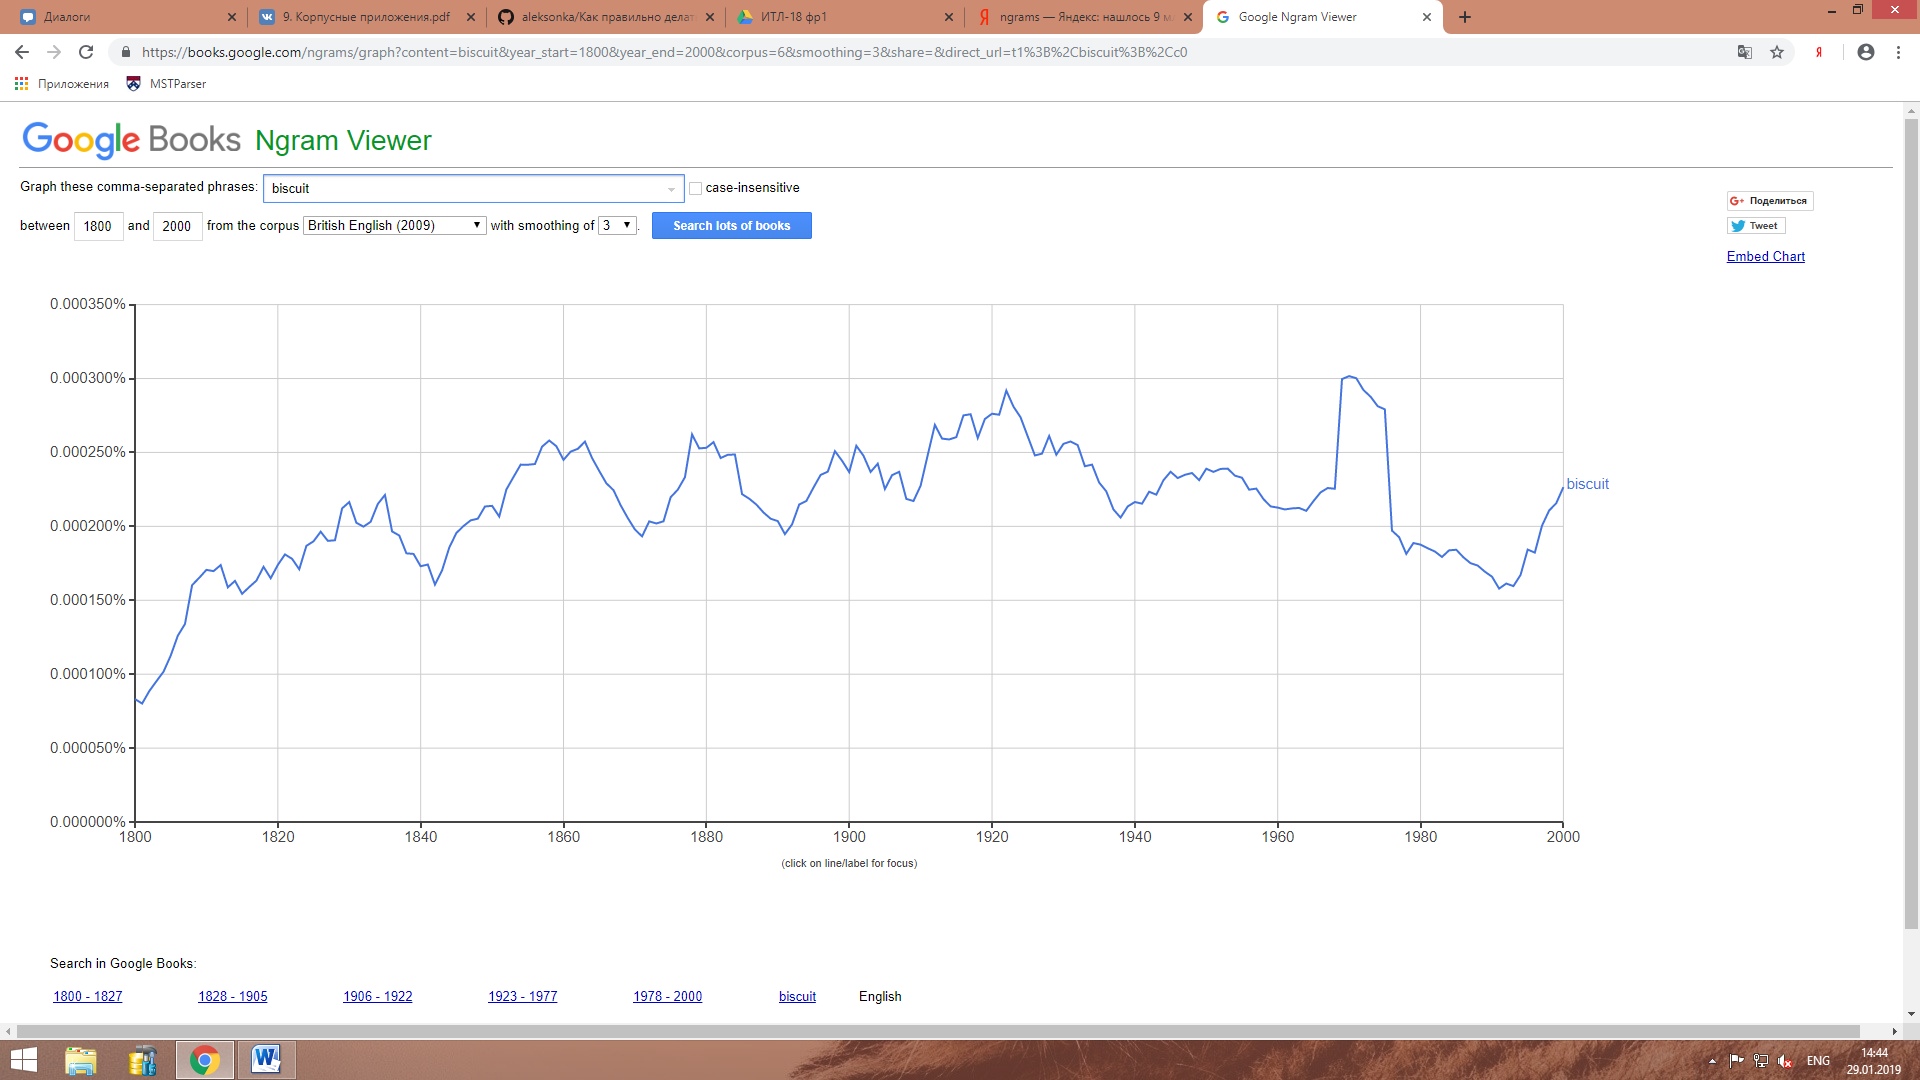 Диалоги
9. Корпусные приложения.pdf
aleksonka/Как правильно делат
ИТЛ-18 фр1
ngrams — Яндекс: нашлось 9 м
Google Ngram Viewer
https://books.google.com/ngrams/graph?content=biscuit&year_start=1800&year_end=2000&corpus=6&smoothing=3&share=&direct_url=t1%3B%2Cbiscuit%3B%2Cc0
Приложения
MSTParser
Google Books Ngram Viewer
Graph these comma-separated phrases: biscuit case-insensitive
between 1800 and 2000 from the corpus British English (2009) with smoothing of 3 . Search lots of books
G+ Поделиться
Tweet
Embed Chart
0.000350%
0.000300%
0.000250%
0.000200%
0.000150%
0.000100%
0.000050%
0.000000%
biscuit
1800 1820 1840 1860 1880 1900 1920 1940 1960 1980 2000
(click on line/label for focus)
Search in Google Books:
1800 - 1827 1828 - 1905 1906 - 1922 1923 - 1977 1978 - 2000 biscuit English
ENG
14:44
29.01.2019